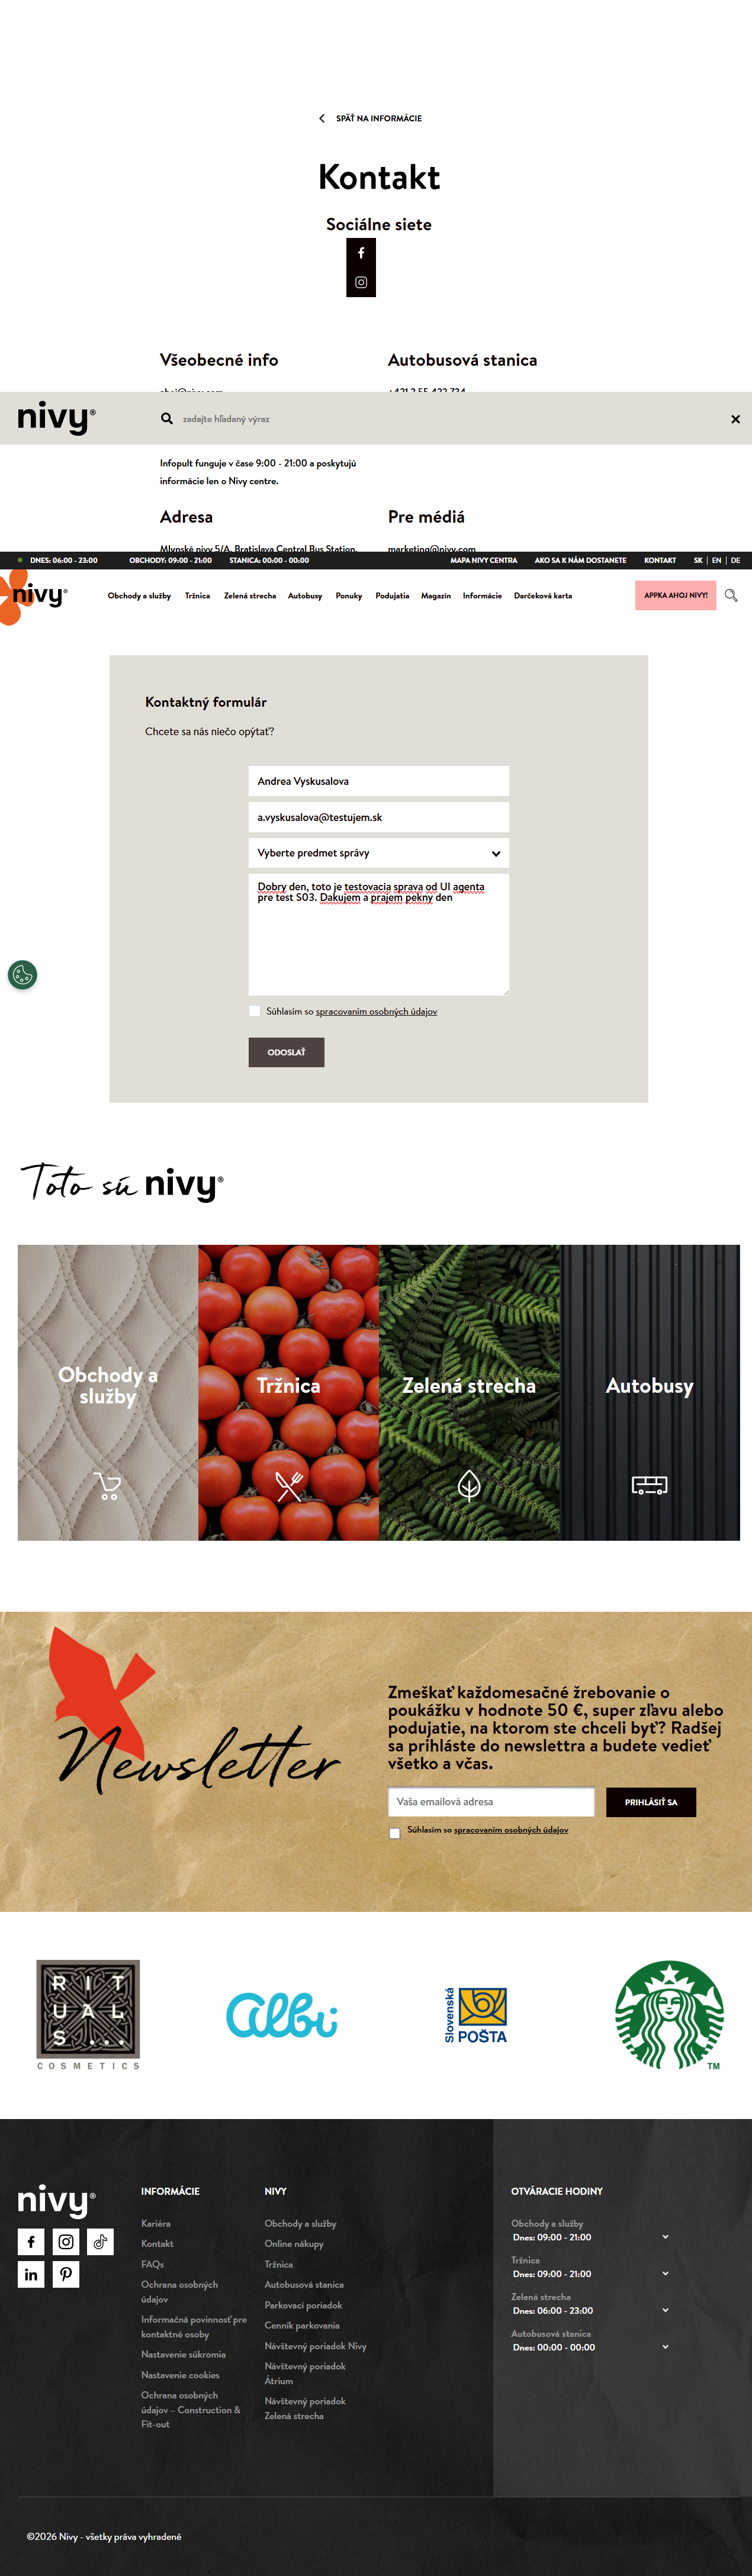 SPÄŤ NA INFORMÁCIE
Kontakt
Sociálne siete
Všeobecné info
Autobusová stanica
nivy®
zadajte hľadaný výraz
Infopult funguje v čase 9:00 - 21:00 a poskytujú
informácie len o Nivy centre.
Adresa
Pre médiá
Mlynské nivy 5/A, Bratislava Central Bus Station,
marketing@nivy.com
DNES: 06:00 - 23:00
OBCHODY: 09:00 - 21:00
STANICA: 00:00 - 00:00
MAPA NIVY CENTRA
AKO SA K NÁM DOSTANETE
KONTAKT
SK | EN | DE
nivy®
Obchody a služby
Tržnica
Zelená strecha
Autobusy
Ponuky
Podujatia
Magazín
Informácie
Darčeková karta
APPKA AHOJ NIVY!
Kontaktný formulár
Chcete sa nás niečo opýtať?
Andrea Vyskusalova
a.vyskusalova@testujem.sk
Vyberte predmet správy
Dobry den, toto je testovacia sprava od UI agenta
pre test S03. Dakujem a prajem pekny den
Súhlasím so spracovaním osobných údajov
ODOSLAŤ
Toto sú nivy®
Obchody a
služby
Tržnica
Zelená strecha
Autobusy
Newsletter
Zmeškať každomesačné žrebovanie o
poukážku v hodnote 50 €, super zľavu alebo
podujatie, na ktorom ste chceli byť? Radšej
sa prihláste do newslettra a budete vedieť
všetko a včas.
Vaša emailová adresa
PRIHLÁSIŤ SA
Súhlasím so spracovaním osobných údajov
RITUALS...
COSMETICS
albi
Slovenská
POŠTA
TM
nivy®
INFORMÁCIE
Kariéra
Kontakt
FAQs
Ochrana osobných
údajov
Informačná povinnosť pre
kontaktné osoby
Nastavenie súkromia
Nastavenie cookies
Ochrana osobných
údajov – Construction &
Fit-out
NIVY
Obchody a služby
Online nákupy
Tržnica
Autobusová stanica
Parkovací poriadok
Cenník parkovania
Návštevný poriadok Nivy
Návštevný poriadok
Átrium
Návštevný poriadok
Zelená strecha
OTVÁRACIE HODINY
Obchody a služby
Dnes: 09:00 - 21:00
Tržnica
Dnes: 09:00 - 21:00
Zelená strecha
Dnes: 06:00 - 23:00
Autobusová stanica
Dnes: 00:00 - 00:00
©2026 Nivy - všetky práva vyhradené